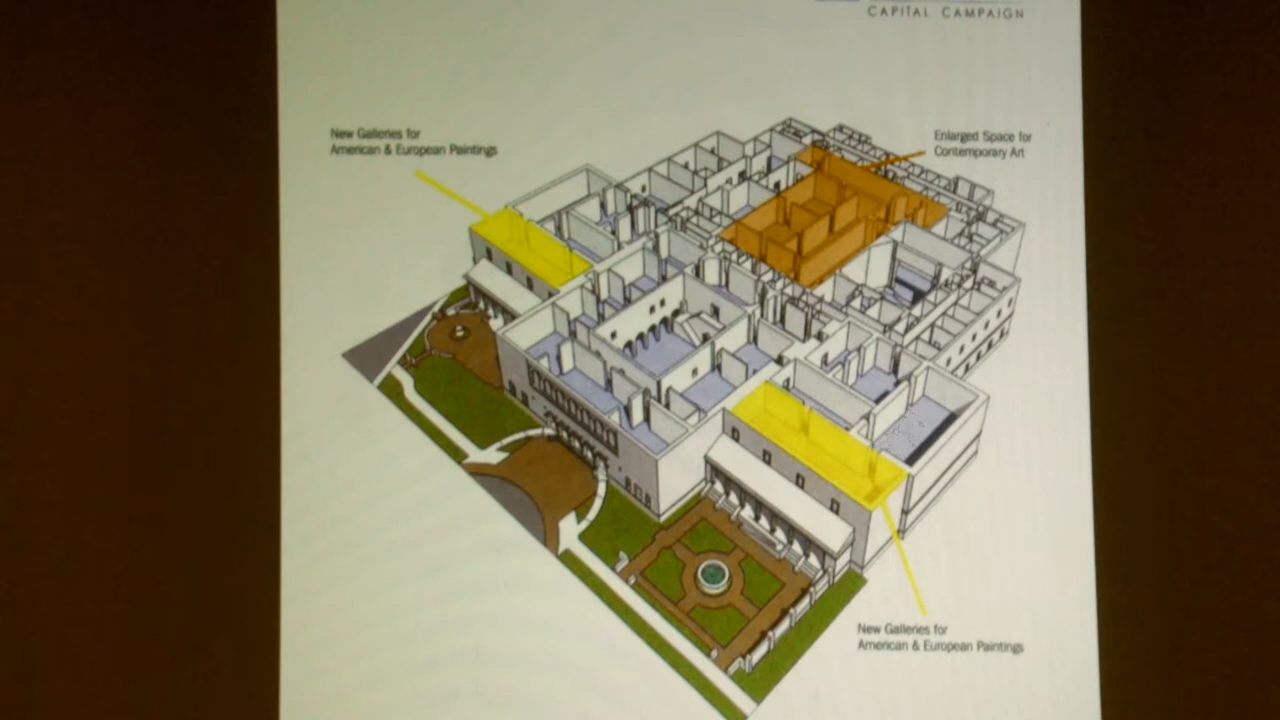 CAPITAL CAMPAIGN
New Galleries for
American & European Paintings
Enlarged Space for
Contemporary Art
New Galleries for
American & European Paintings